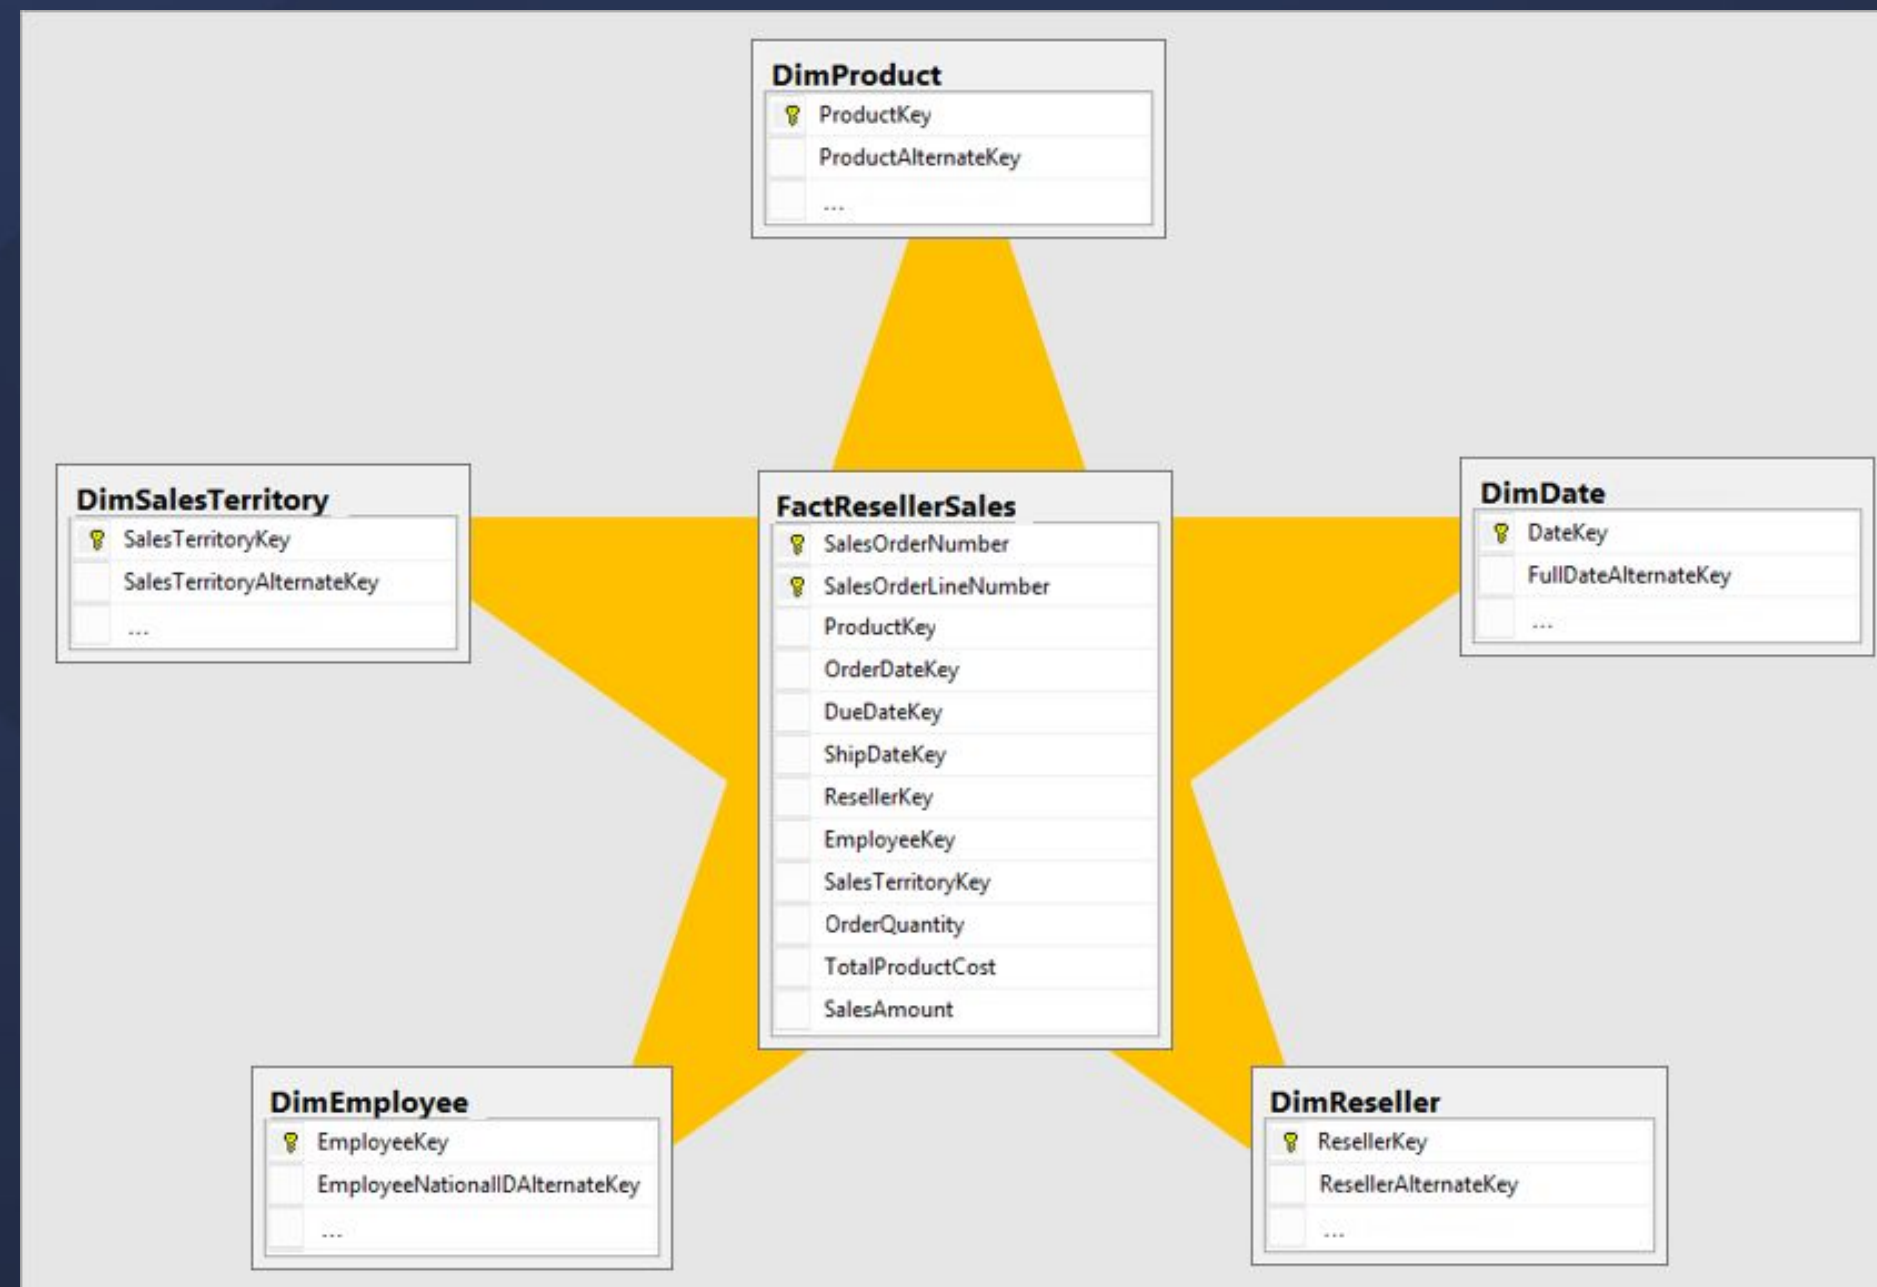 DimProduct
ProductKey
ProductAlternateKey
...
DimSalesTerritory
SalesTerritoryKey
SalesTerritoryAlternateKey
...
FactResellerSales
SalesOrderNumber
SalesOrderLineNumber
ProductKey
OrderDateKey
DueDateKey
ShipDateKey
ResellerKey
EmployeeKey
SalesTerritoryKey
OrderQuantity
TotalProductCost
SalesAmount
DimDate
DateKey
FullDateAlternateKey
...
DimEmployee
EmployeeKey
EmployeeNationalIDAlternateKey
...
DimReseller
ResellerKey
ResellerAlternateKey
...